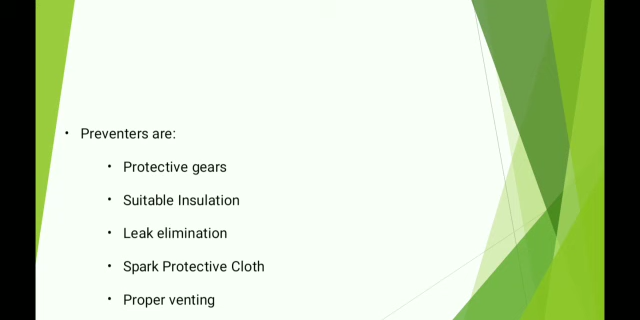 • Preventers are:
• Protective gears
• Suitable Insulation
• Leak elimination
• Spark Protective Cloth
• Proper venting